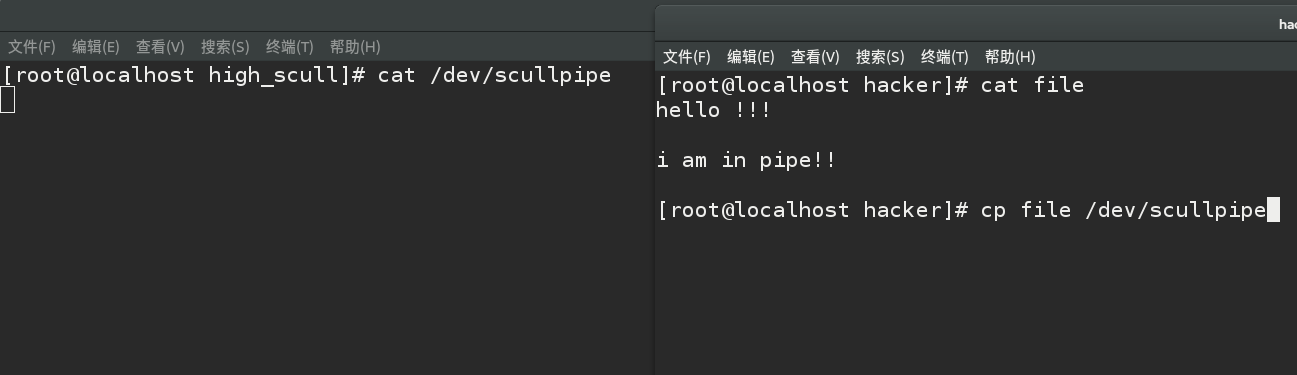 文件(F) 编辑(E) 查看(V) 搜索(S) 终端(T) 帮助(H)
[root@localhost high_scull]# cat /dev/scullpipe
文件(F) 编辑(E) 查看(V) 搜索(S) 终端(T) 帮助(H)
[root@localhost hacker]# cat file
hello !!!
i am in pipe!!
[root@localhost hacker]# cp file /dev/scullpipe